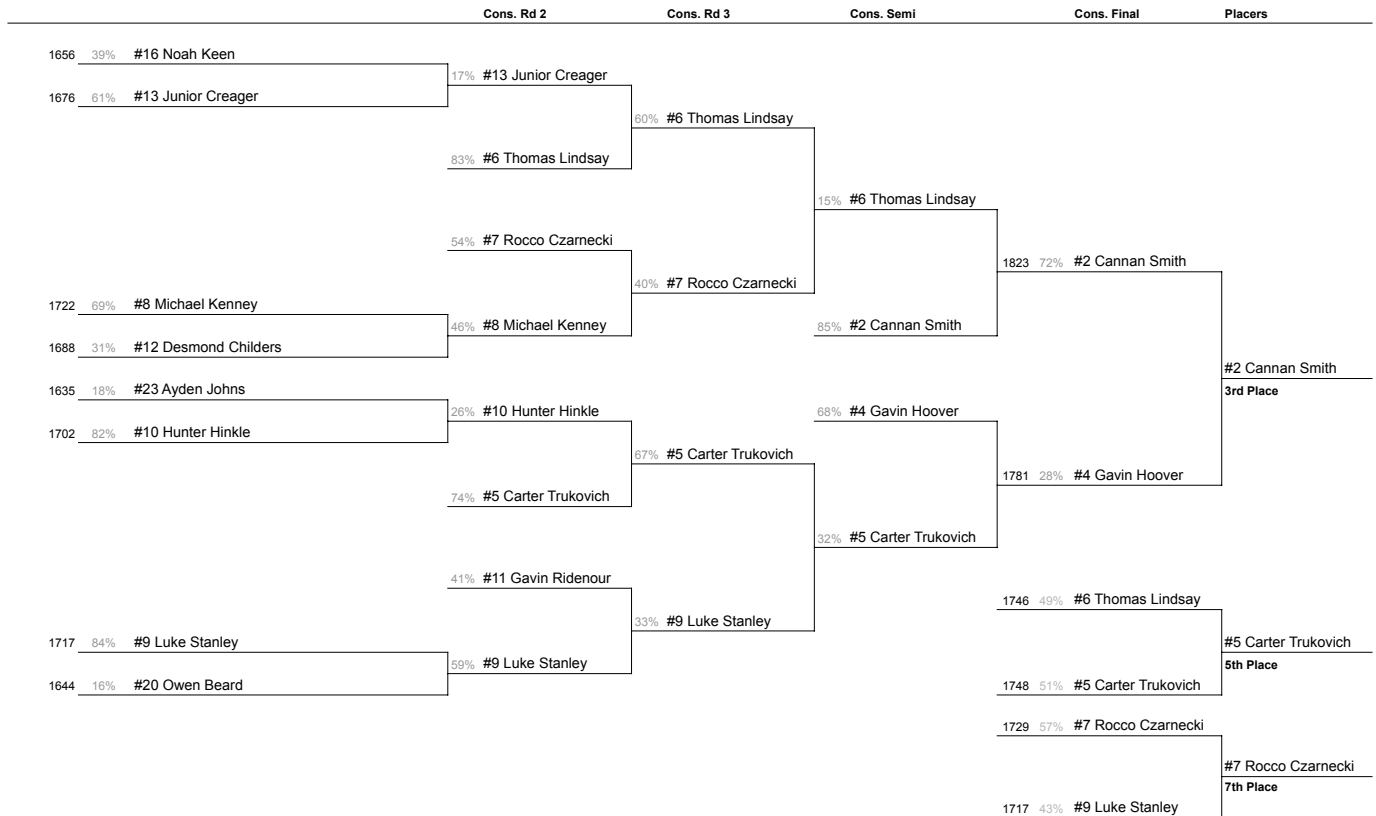 Cons. Rd 2 Cons. Rd 3 Cons. Semi Cons. Final Placers
1656 39% #16 Noah Keen
17% #13 Junior Creager
1676 61% #13 Junior Creager
60% #6 Thomas Lindsay
83% #6 Thomas Lindsay
15% #6 Thomas Lindsay
54% #7 Rocco Czarnecki
1823 72% #2 Cannan Smith
40% #7 Rocco Czarnecki
1722 69% #8 Michael Kenney
46% #8 Michael Kenney
85% #2 Cannan Smith
1688 31% #12 Desmond Childers
#2 Cannan Smith
3rd Place
1635 18% #23 Ayden Johns
26% #10 Hunter Hinkle
68% #4 Gavin Hoover
1702 82% #10 Hunter Hinkle
67% #5 Carter Trukovich
1781 28% #4 Gavin Hoover
74% #5 Carter Trukovich
32% #5 Carter Trukovich
41% #11 Gavin Ridenour
1746 49% #6 Thomas Lindsay
33% #9 Luke Stanley
1717 84% #9 Luke Stanley
#5 Carter Trukovich
5th Place
59% #9 Luke Stanley
1644 16% #20 Owen Beard
1748 51% #5 Carter Trukovich
1729 57% #7 Rocco Czarnecki
#7 Rocco Czarnecki
7th Place
1717 43% #9 Luke Stanley